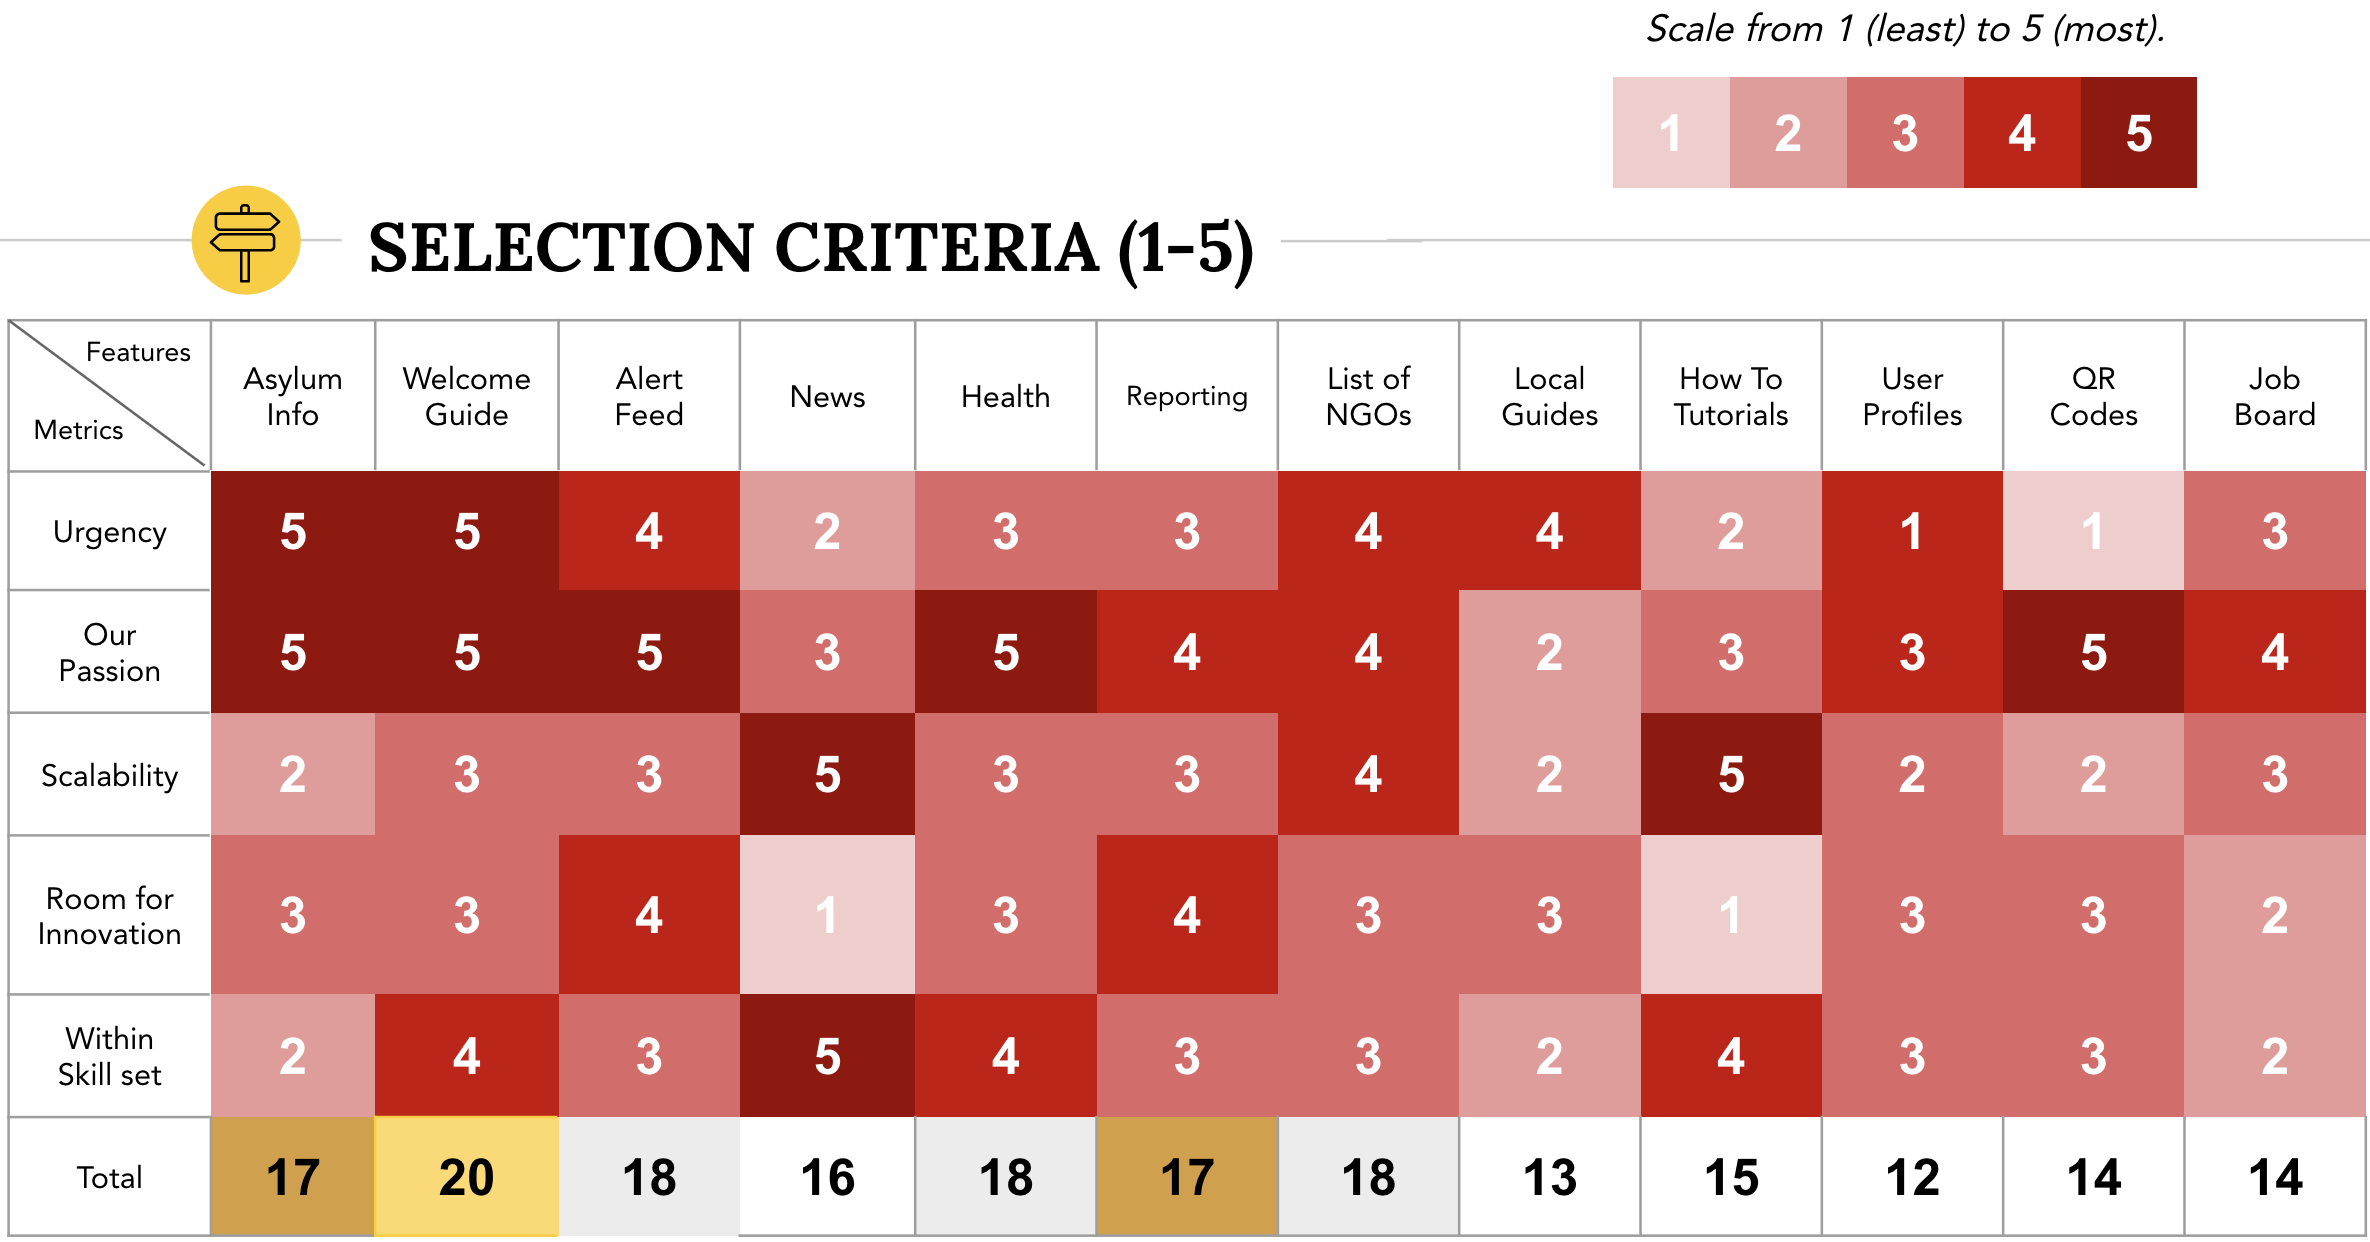 Scale from 1 (least) to 5 (most).
1 2 3 4 5
SELECTION CRITERIA (1-5)
Features
Metrics
Asylum
Info
Welcome
Guide
Alert
Feed
News
Health
Reporting
List of
NGOs
Local
Guides
How To
Tutorials
User
Profiles
QR
Codes
Job
Board
Urgency 5 5 4 2 3 3 4 4 2 1 1 3
Our
Passion 5 5 5 3 5 4 4 2 3 3 5 4
Scalability 2 3 3 5 3 3 4 2 5 2 2 3
Room for
Innovation 3 3 4 1 3 4 3 3 1 3 3 2
Within
Skill set 2 4 3 5 4 3 3 2 4 3 3 2
Total 17 20 18 16 18 17 18 13 15 12 14 14